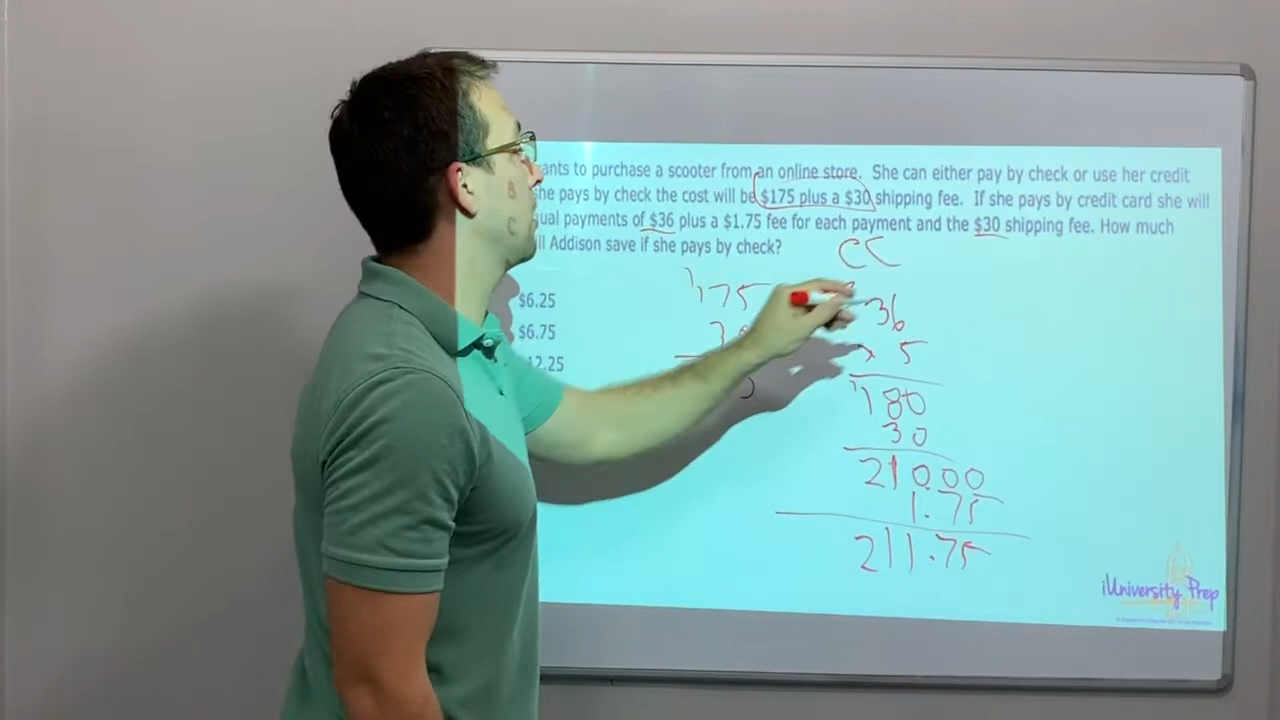 ants to purchase a scooter from an online store. She can either pay by check or use her credit
he pays by check the cost will be $175 plus a $30 shipping fee. If she pays by credit card she will
ual payments of $36 plus a $1.75 fee for each payment and the $30 shipping fee. How much
ll Addison save if she pays by check?
B
C
$6.25
$6.75
12.25
175
3
CC
36
x 5
180
30
210.00
1.75
211.75
iUniversity Prep